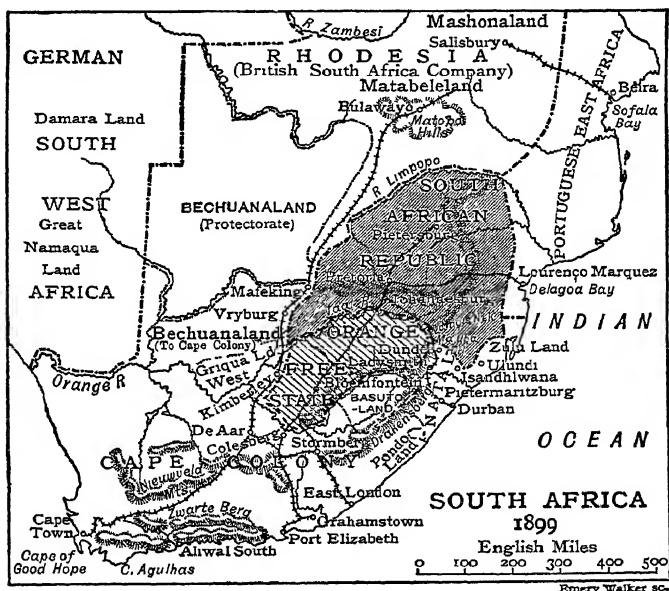 R Zambesi
Mashonaland
Salisbury
GERMAN
RHODESIA
(British South Africa Company)
Matabeleland
Bulawayo
Matopa
Hills
Beira
Sofala
Bay
PORTUGUESE EAST AFRICA
Damara Land
SOUTH
R Limpopo
SOUTH
WEST
BECHUANALAND
(Protectorate)
AFRICAN
Great
Namaqua
Land
Pietersburg
REPUBLIC
AFRICA
Pretoria
Lourenço Marquez
Delagoa Bay
Mafeking
Johannesburg
Vryburg
INDIAN
Bechuanaland
(To Cape Colony)
ORANGE
Zulu Land
Dundee
Ulundi
Griqua Ld
West
Ladysmith
Isandhlwana
Orange R
FREE
Kimberley
Bloemfontein
Pietermaritzburg
NATAL
BASUTO
-LAND
STATE
Drakensberg
Durban
De Aar
Colesberg
Stormberg
Pondo
Land
OCEAN
CAPE COLONY
Nieuwveld
Mts
East London
SOUTH AFRICA
Zwarte Berg
1899
Cape
Town
Grahamstown
Port Elizabeth
English Miles
Cape of
Good Hope
C. Agulhas
Aliwal South
0 100 200 300 400 500
Emery Walker sc.